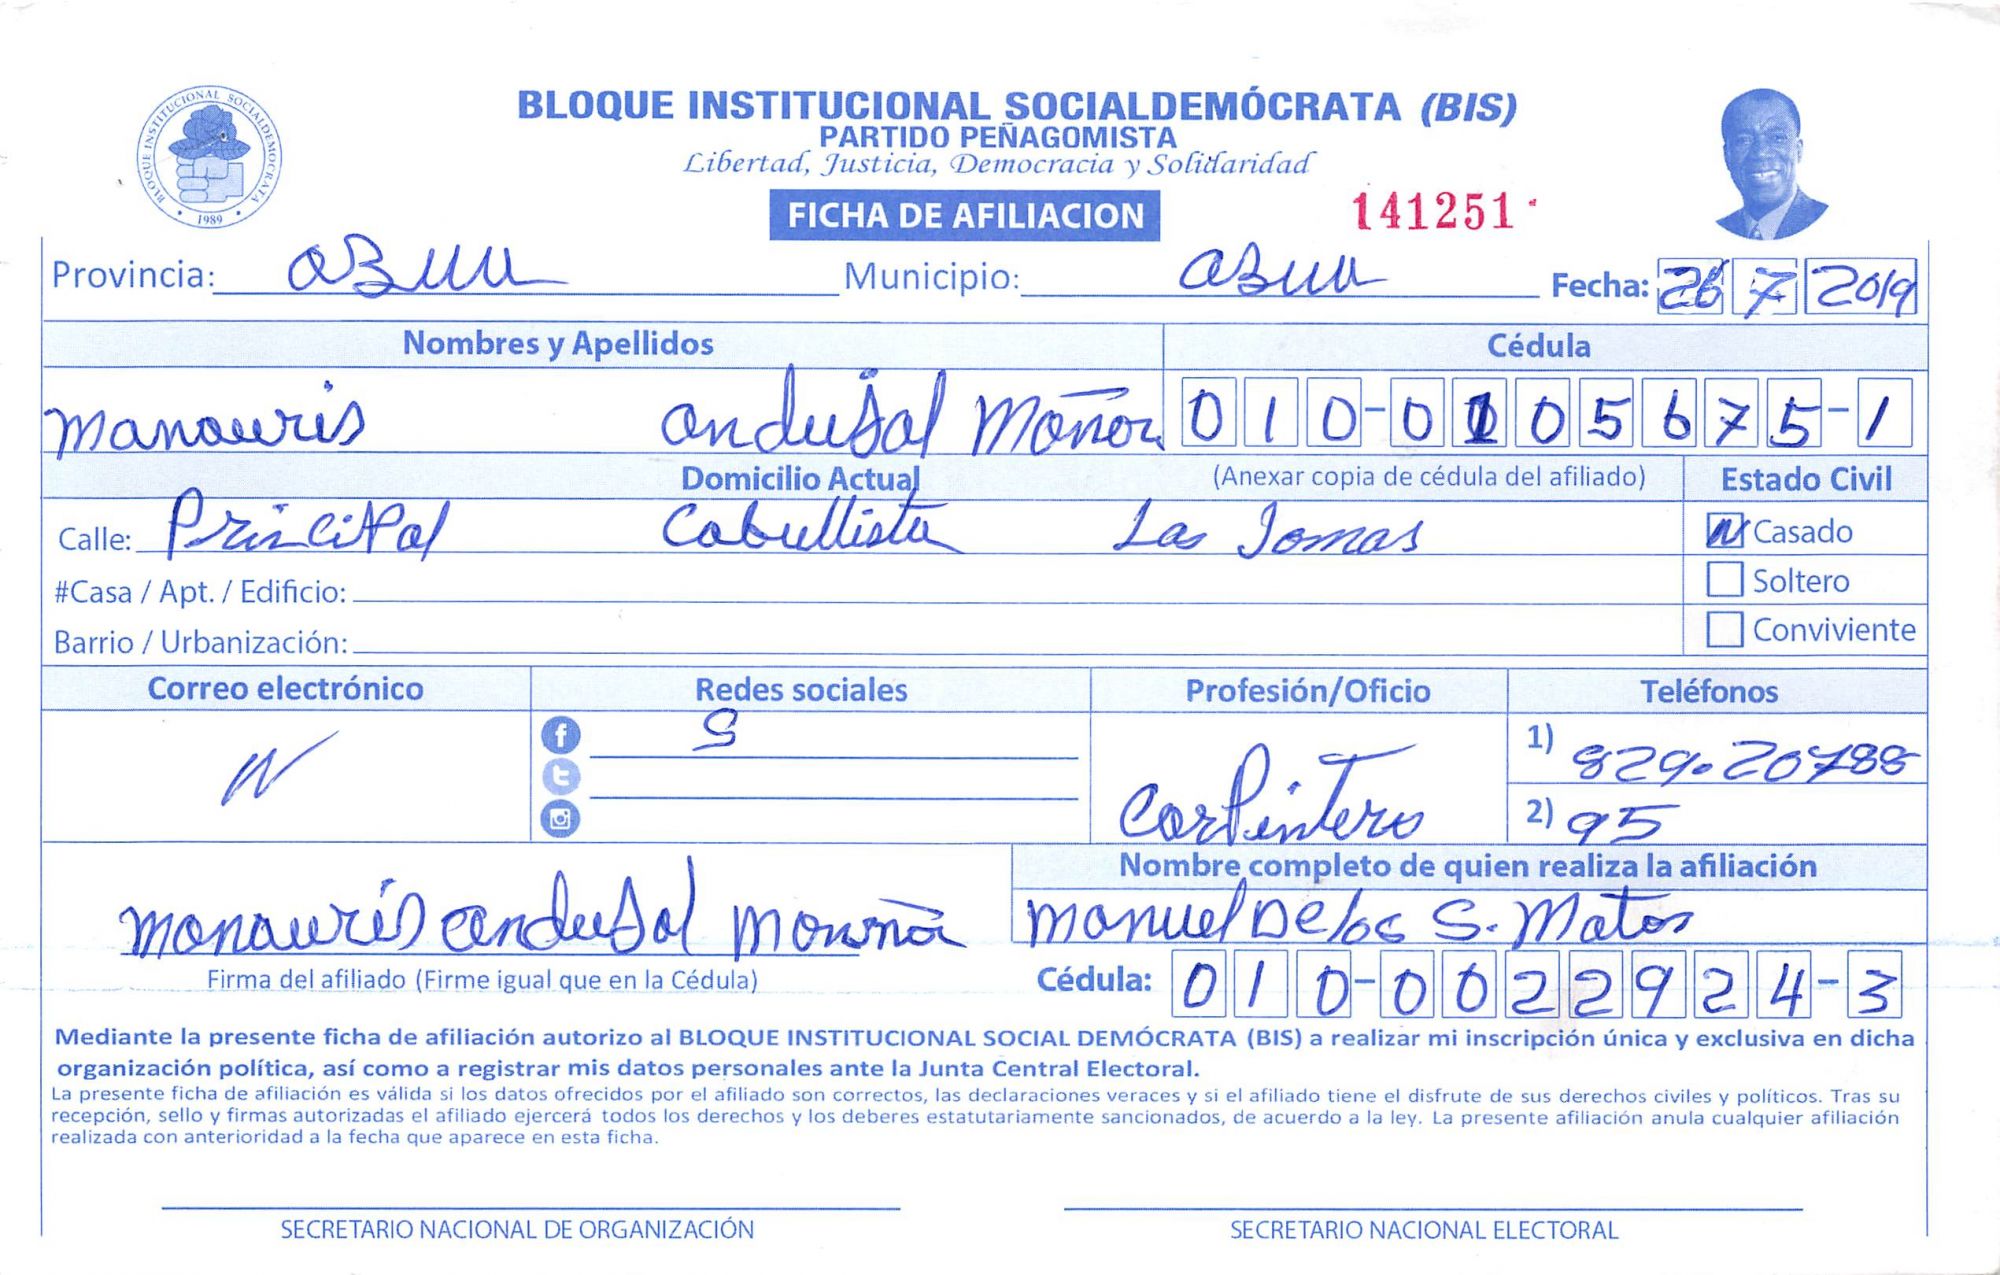 BLOQUE INSTITUCIONAL SOCIALDEMÓCRATA
1989
BLOQUE INSTITUCIONAL SOCIALDEMÓCRATA (BIS)
PARTIDO PEÑAGOMISTA
Libertad, Justicia, Democracia y Solidaridad
FICHA DE AFILIACION 141251
Provincia: azua Municipio: azua Fecha: 26 7 2019
Nombres y Apellidos Cédula
Manauris andusal 010-0105675-1
Domicilio Actual (Anexar copia de cédula del afiliado) Estado Civil
Calle: Principal Las Lomas Casado
#Casa / Apt. / Edificio: Soltero
Barrio / Urbanización: Conviviente
Correo electrónico Redes sociales Profesión/Oficio Teléfonos
N Carpintero 1) 829-20788
2) 95
Nombre completo de quien realiza la afiliación
manauris andusal Manuel De los S. Matos
Firma del afiliado (Firme igual que en la Cédula) Cédula: 010-0022924-3
Mediante la presente ficha de afiliación autorizo al BLOQUE INSTITUCIONAL SOCIAL DEMÓCRATA (BIS) a realizar mi inscripción única y exclusiva en dicha
organización política, así como a registrar mis datos personales ante la Junta Central Electoral.
La presente ficha de afiliación es válida si los datos ofrecidos por el afiliado son correctos, las declaraciones veraces y si el afiliado tiene el disfrute de sus derechos civiles y políticos. Tras su
recepción, sello y firmas autorizadas el afiliado ejercerá todos los derechos y los deberes estatutariamente sancionados, de acuerdo a la ley. La presente afiliación anula cualquier afiliación
realizada con anterioridad a la fecha que aparece en esta ficha.
SECRETARIO NACIONAL DE ORGANIZACIÓN SECRETARIO NACIONAL ELECTORAL